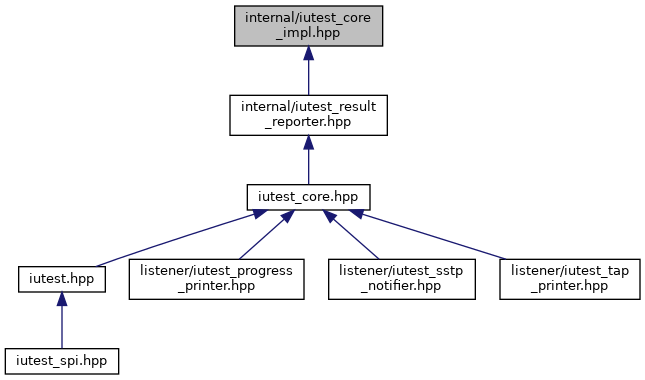 internal/iutest_core
_impl.hpp
internal/iutest_result
_reporter.hpp
iutest_core.hpp
iutest.hpp
listener/iutest_progress
_printer.hpp
listener/iutest_sstp
_notifier.hpp
listener/iutest_tap
_printer.hpp
iutest_spi.hpp